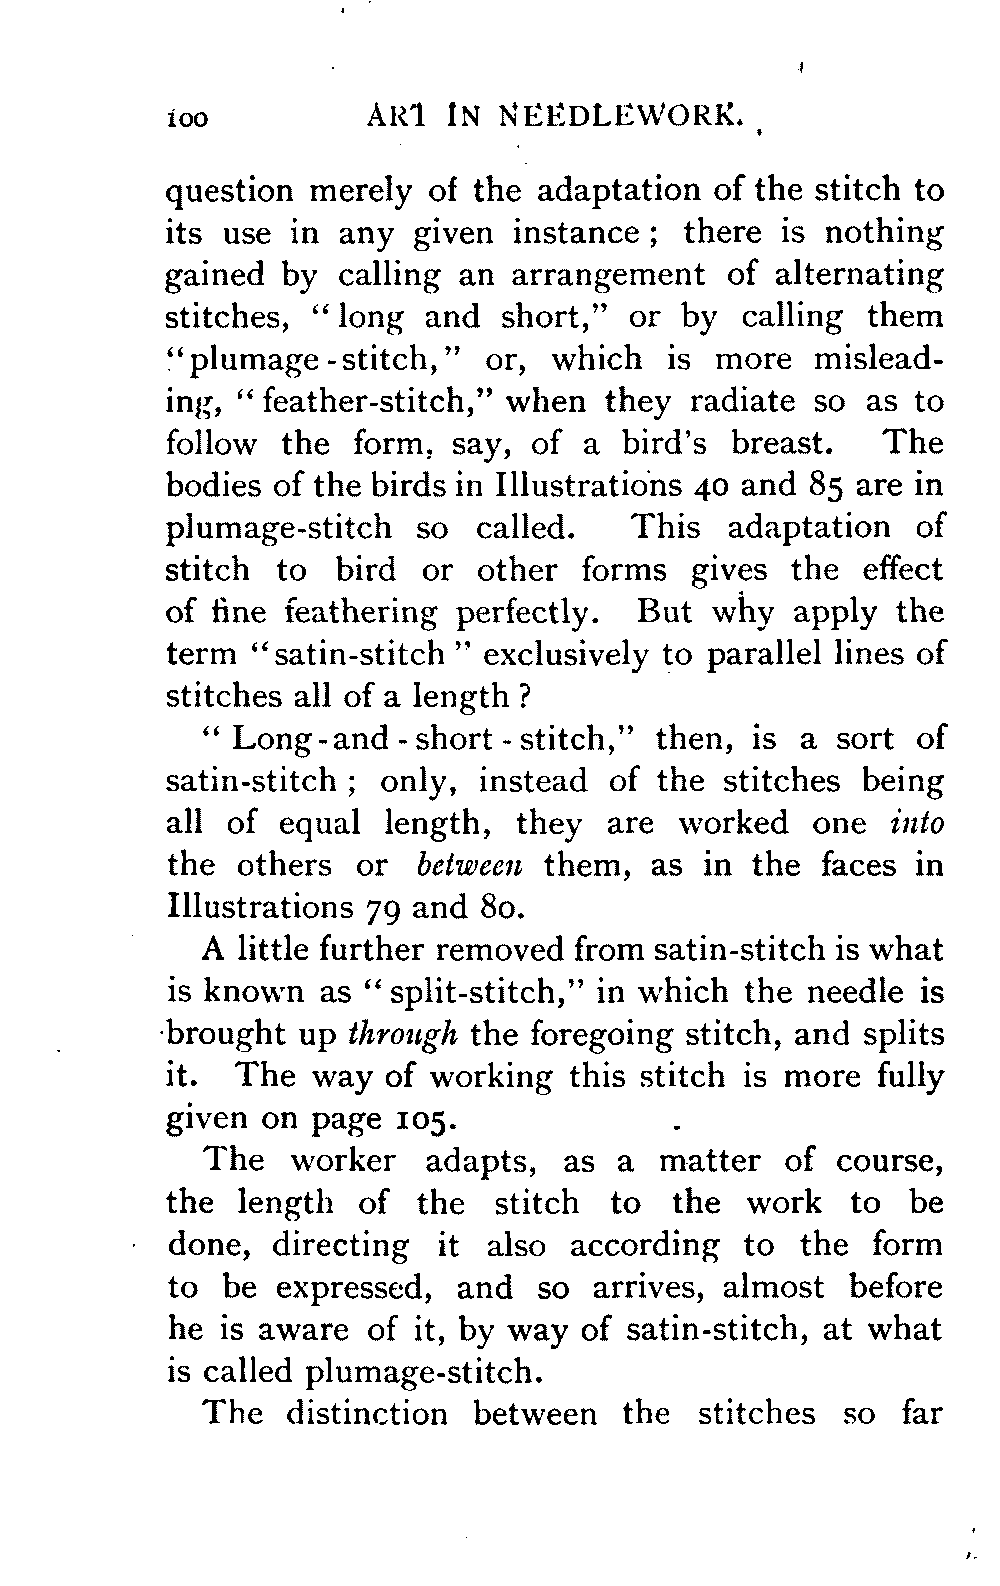 100 ART IN NEEDLEWORK.
question merely of the adaptation of the stitch to
its use in any given instance ; there is nothing
gained by calling an arrangement of alternating
stitches, “ long and short,” or by calling them
“ plumage - stitch,” or, which is more mislead-
ing, “ feather-stitch,” when they radiate so as to
follow the form, say, of a bird’s breast. The
bodies of the birds in Illustrations 40 and 85 are in
plumage-stitch so called. This adaptation of
stitch to bird or other forms gives the effect
of fine feathering perfectly. But why apply the
term “ satin-stitch ” exclusively to parallel lines of
stitches all of a length ?
“ Long - and - short - stitch,” then, is a sort of
satin-stitch ; only, instead of the stitches being
all of equal length, they are worked one into
the others or between them, as in the faces in
Illustrations 79 and 80.
A little further removed from satin-stitch is what
is known as “ split-stitch,” in which the needle is
brought up through the foregoing stitch, and splits
it. The way of working this stitch is more fully
given on page 105.
The worker adapts, as a matter of course,
the length of the stitch to the work to be
done, directing it also according to the form
to be expressed, and so arrives, almost before
he is aware of it, by way of satin-stitch, at what
is called plumage-stitch.
The distinction between the stitches so far